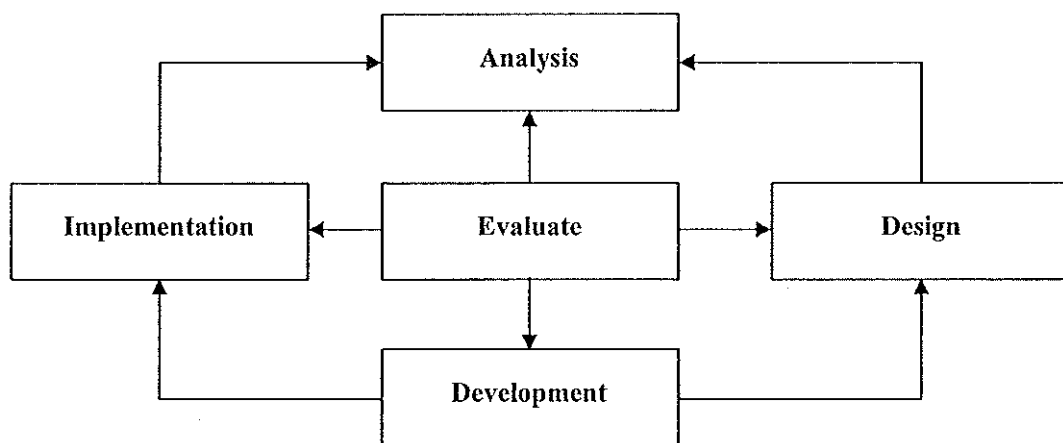 Analysis
Implementation
Evaluate
Design
Development